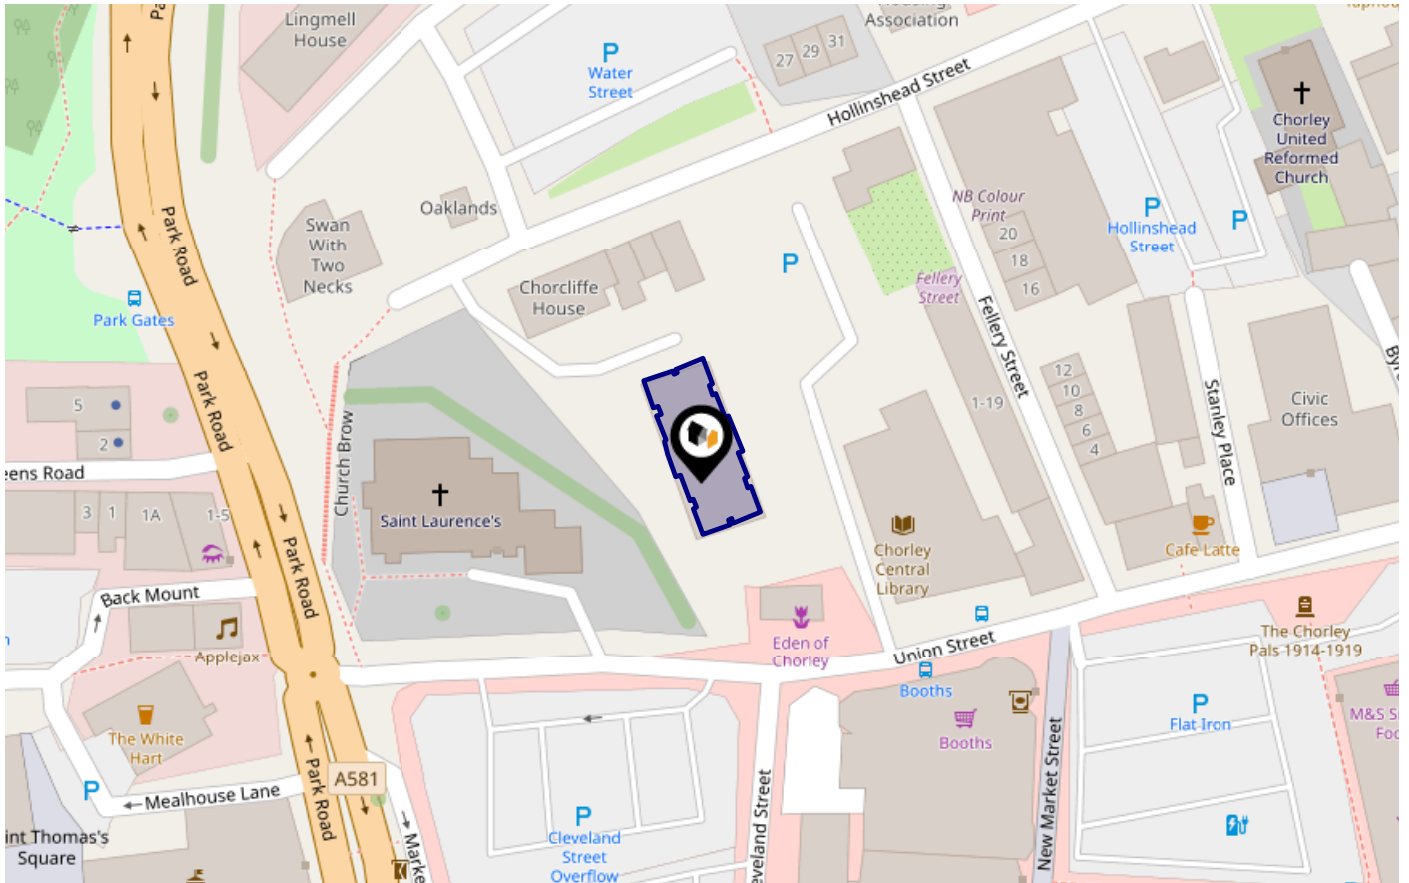 Lingmell
House
Association
27
29
31
Water
Street
Hollinshead Street
Chorley
United
Reformed
Church
Oaklands
Swan
With
Two
Necks
NB Colour
Print
20
18
16
Hollinshead
Street
Park Road
Park Gates
Chorcliffe
House
Fellery
Street
Fellery Street
Stanley Place
Civic
Offices
5
2
Park Road
12
10
8
6
4
1-19
eens Road
Church Brow
3
1
1A
1-5
Saint Laurence's
Chorley
Central
Library
Cafe Latte
Park Road
Back Mount
Applejax
Eden of
Chorley
Union Street
The Chorley
Pals 1914-1919
Booths
Booths
Flat Iron
The White
Hart
A581
Mealhouse Lane
Park Road
int Thomas's
Square
Cleveland
Street
Overflow
eveland Street
New Market Street
M&S S
Foo
Marke
Byr
P
P
P
P
P
P
P
Pa